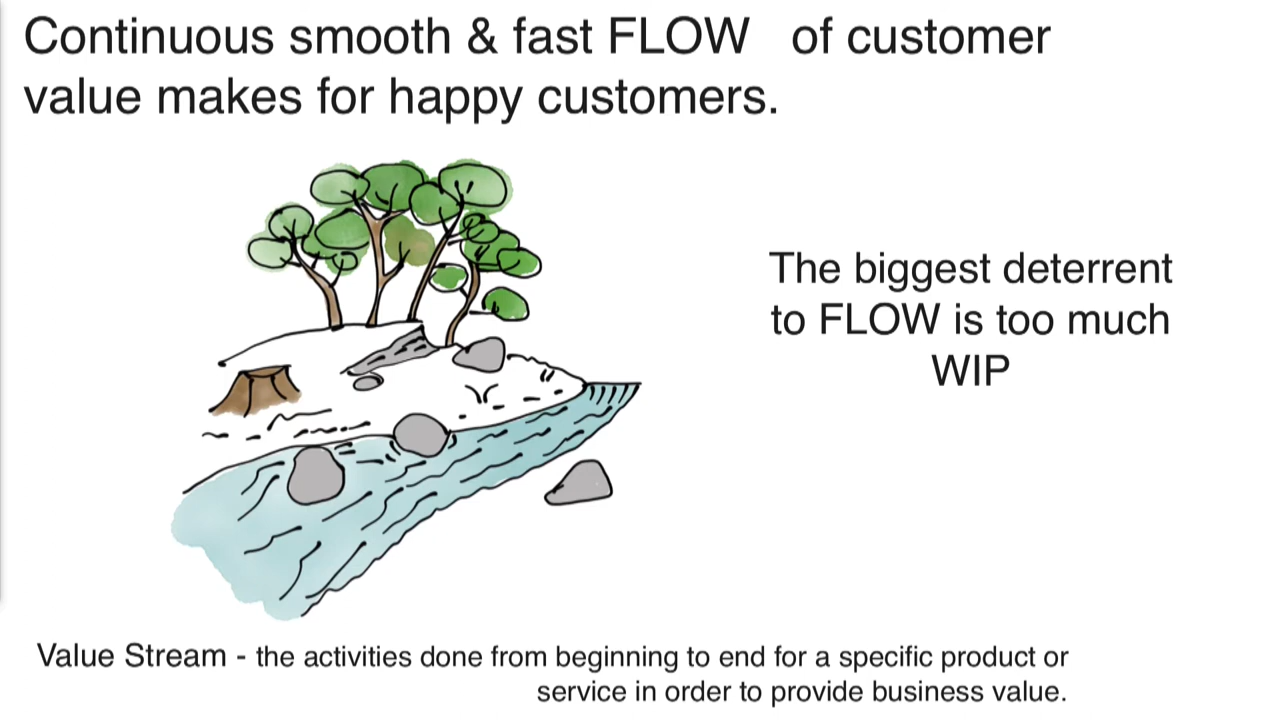 Continuous smooth & fast FLOW of customer
value makes for happy customers.
The biggest deterrent
to FLOW is too much
WIP
Value Stream - the activities done from beginning to end for a specific product or
service in order to provide business value.